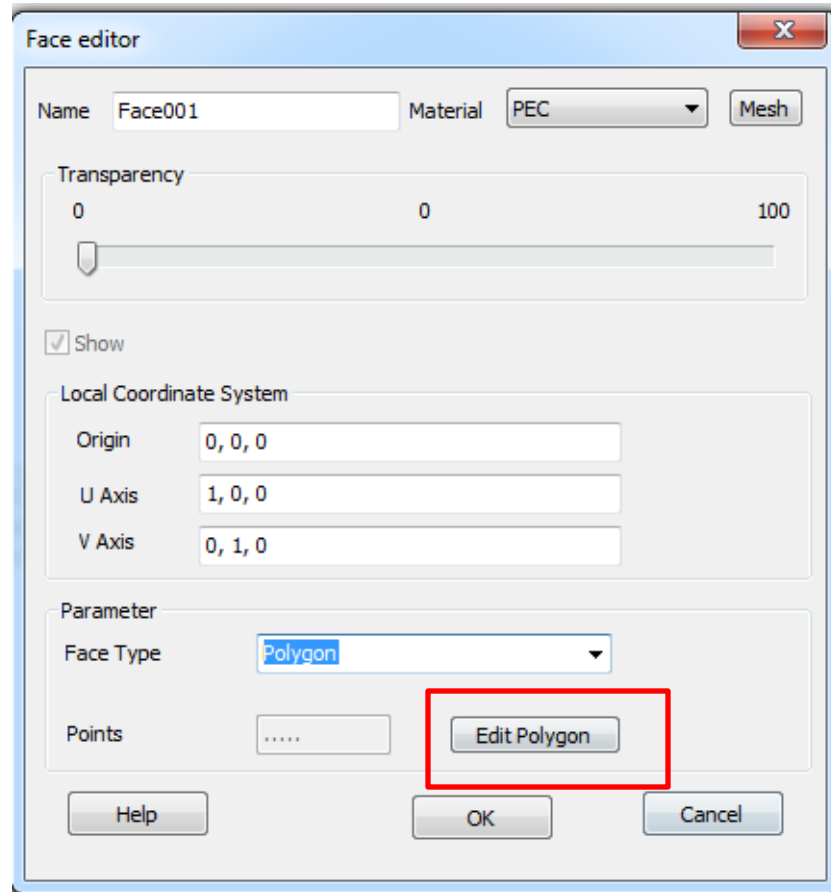 Face editor
Name Face001 Material PEC Mesh
Transparency
0 0 100
Show
Local Coordinate System
Origin 0, 0, 0
U Axis 1, 0, 0
V Axis 0, 1, 0
Parameter
Face Type Polygon
Points ..... Edit Polygon
Help OK Cancel